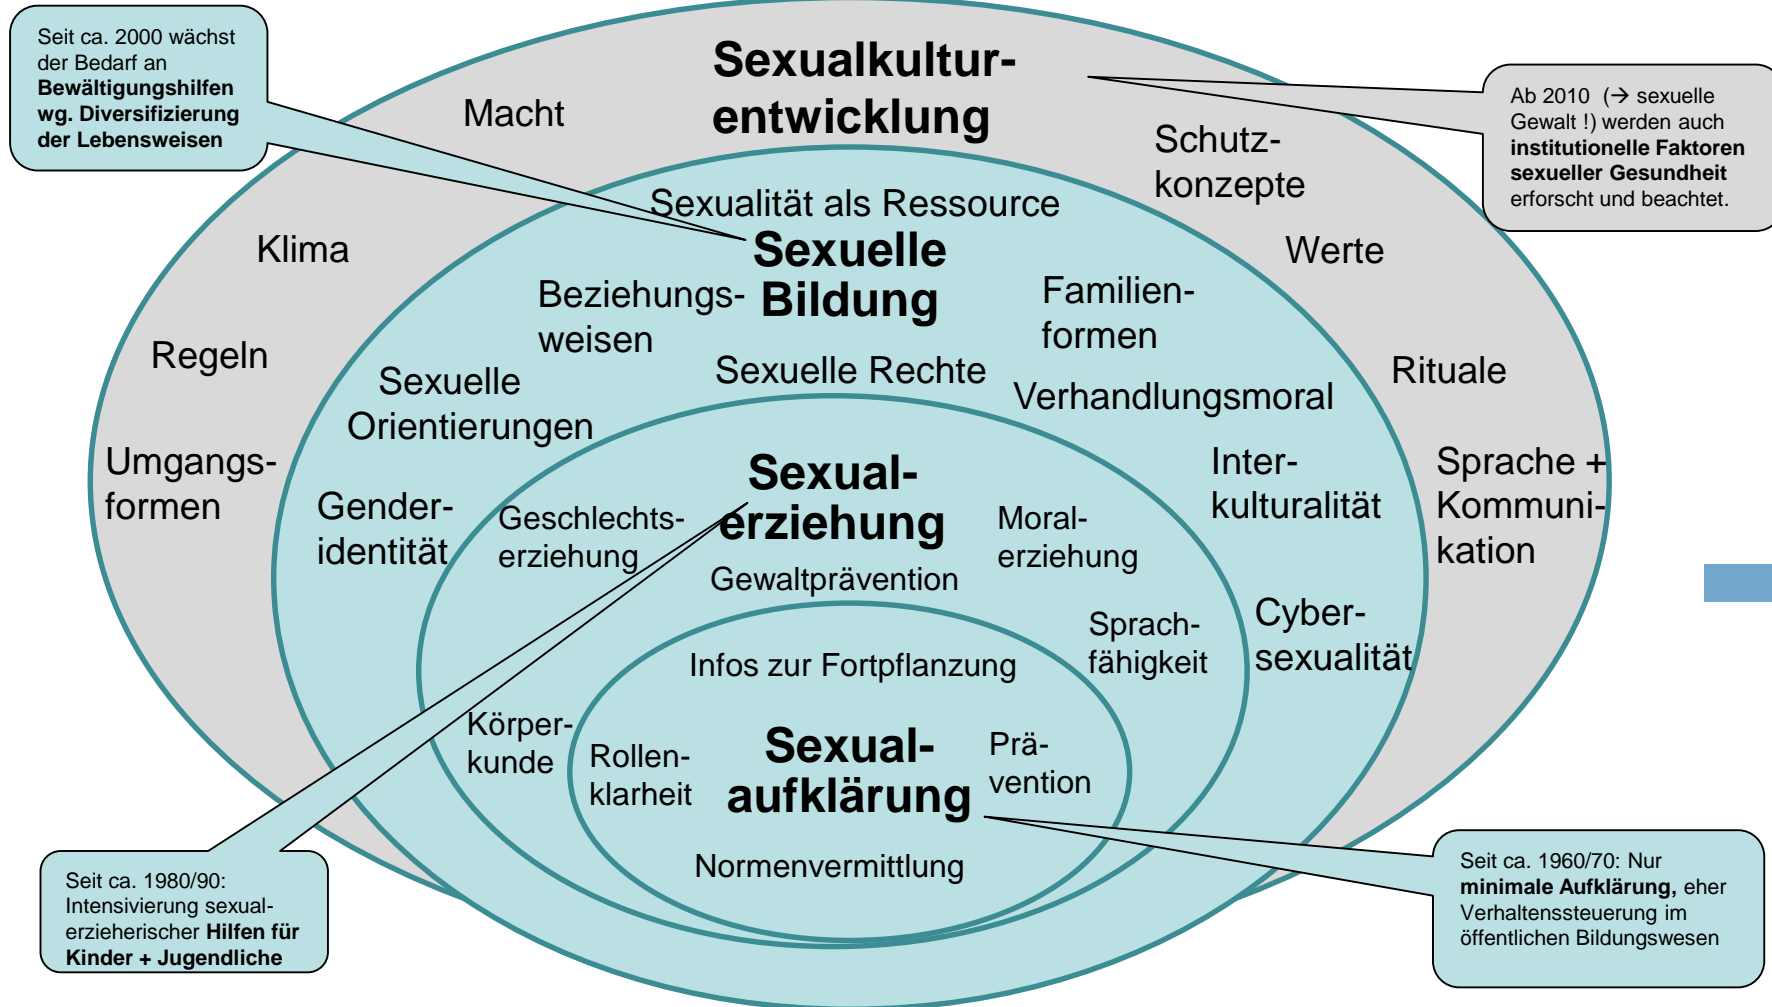 Seit ca. 2000 wächst
der Bedarf an
Bewältigungshilfen
wg. Diversifizierung
der Lebensweisen
Sexualkultur-
entwicklung
Ab 2010 (→ sexuelle
Gewalt !) werden auch
institutionelle Faktoren
sexueller Gesundheit
erforscht und beachtet.
Macht
Schutz-
konzepte
Klima
Werte
Regeln
Rituale
Umgangs-
formen
Sprache +
Kommuni-
kation
Sexualität als Ressource
Sexuelle
Bildung
Beziehungs-
weisen
Familien-
formen
Sexuelle Rechte
Sexuelle
Orientierungen
Verhandlungsmoral
Gender-
identität
Inter-
kulturalität
Cyber-
sexualität
Sexual-
erziehung
Geschlechts-
erziehung
Moral-
erziehung
Gewaltprävention
Sprach-
fähigkeit
Körper-
kunde
Infos zur Fortpflanzung
Sexual-
aufklärung
Rollen-
klarheit
Prä-
vention
Normenvermittlung
Seit ca. 1980/90:
Intensivierung sexual-
erzieherischer Hilfen für
Kinder + Jugendliche
Seit ca. 1960/70: Nur
minimale Aufklärung, eher
Verhaltenssteuerung im
öffentlichen Bildungswesen